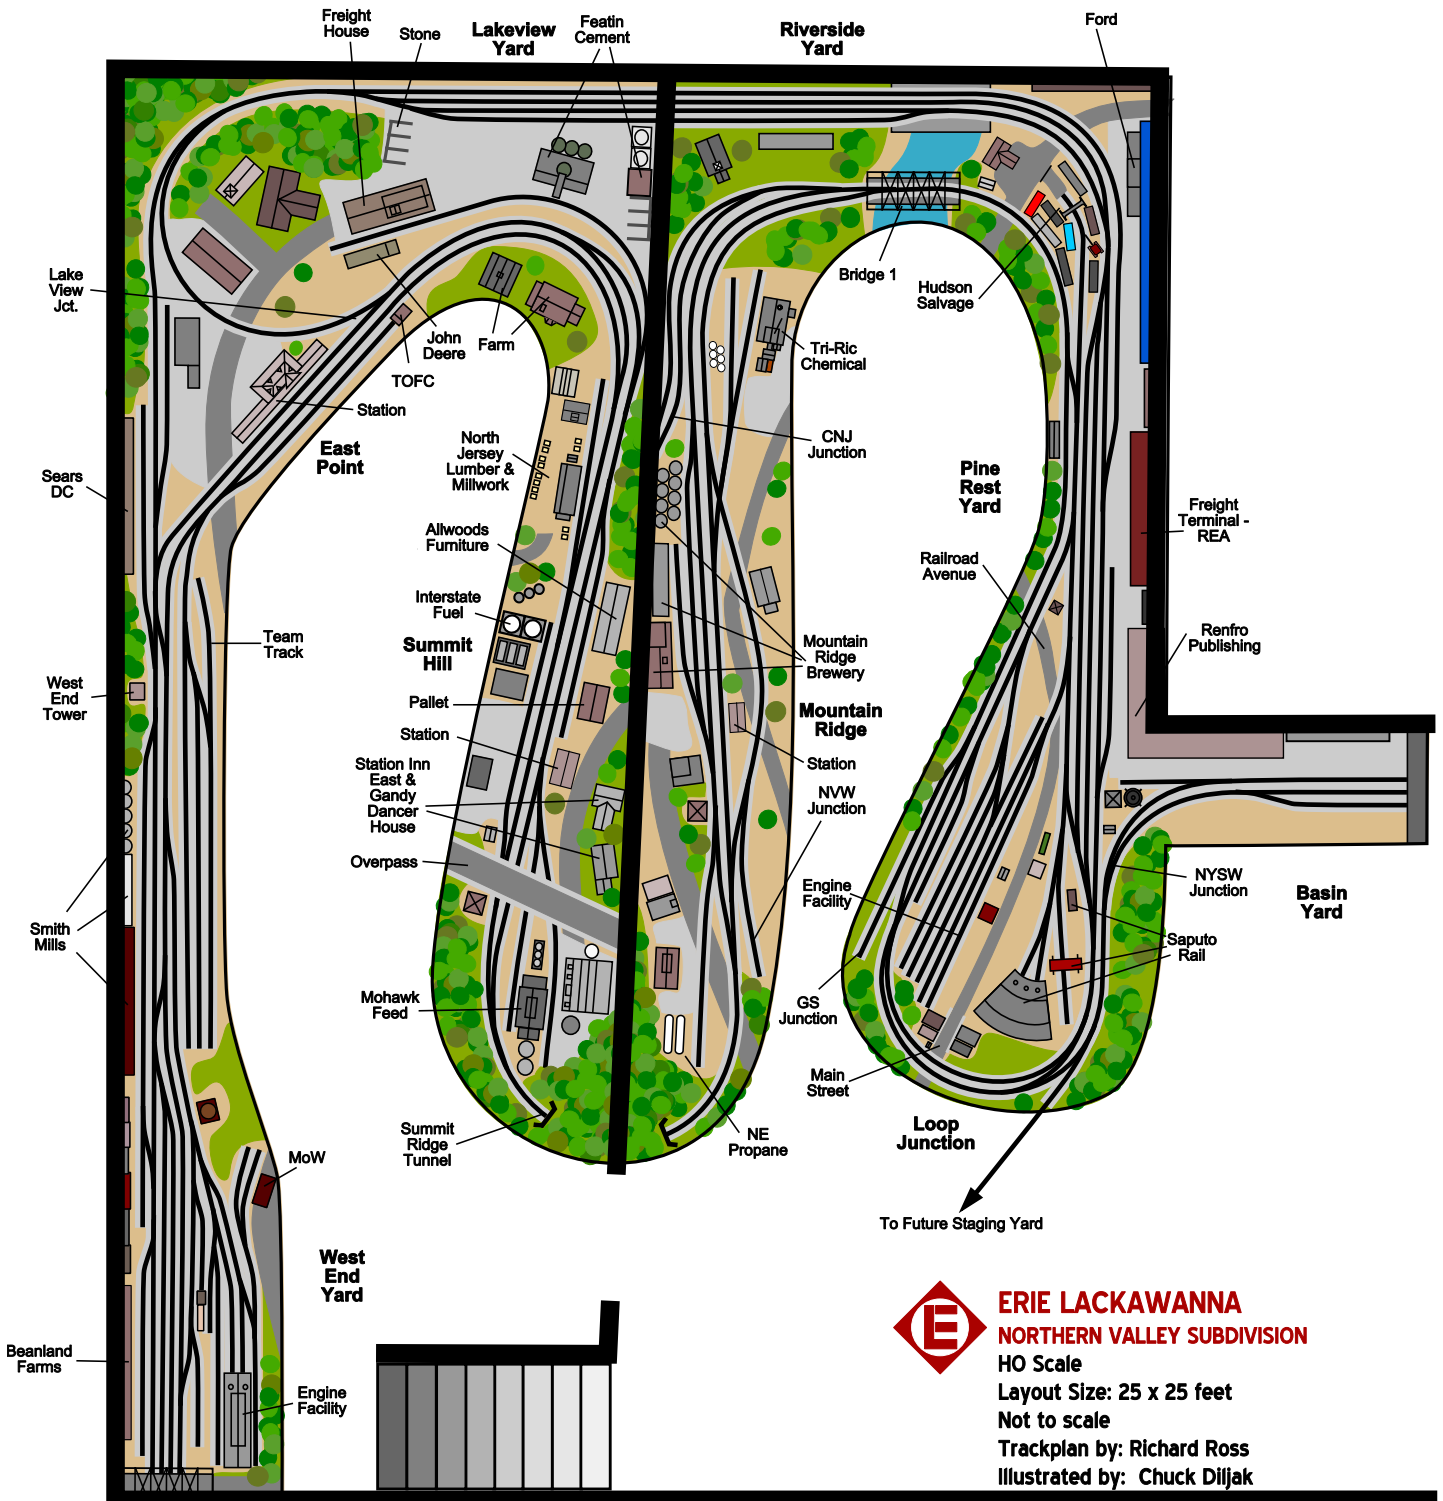 Freight
House
Stone
Lakeview
Yard
Featin
Cement
Riverside
Yard
Ford
Lake
View
Jct.
Bridge 1
Hudson
Salvage
John
Deere
Farm
TOFC
Station
Tri-Ric
Chemical
East
Point
North
Jersey
Lumber &
Millwork
CNJ
Junction
Pine
Rest
Yard
Sears
DC
Allwoods
Furniture
Freight
Terminal -
REA
Railroad
Avenue
Interstate
Fuel
Summit
Hill
Team
Track
Mountain
Ridge
Brewery
Renfro
Publishing
West
End
Tower
Pallet
Station
Mountain
Ridge
Station Inn
East &
Gandy
Dancer
House
Station
NVW
Junction
Overpass
Engine
Facility
NYSW
Junction
Basin
Yard
Smith
Mills
Saputo
Rail
Mohawk
Feed
GS
Junction
Main
Street
Summit
Ridge
Tunnel
NE
Propane
Loop
Junction
MoW
To Future Staging Yard
West
End
Yard
Beanland
Farms
Engine
Facility
E
ERIE LACKAWANNA
NORTHERN VALLEY SUBDIVISION
HO Scale
Layout Size: 25 x 25 feet
Not to scale
Trackplan by: Richard Ross
Illustrated by: Chuck Diljak